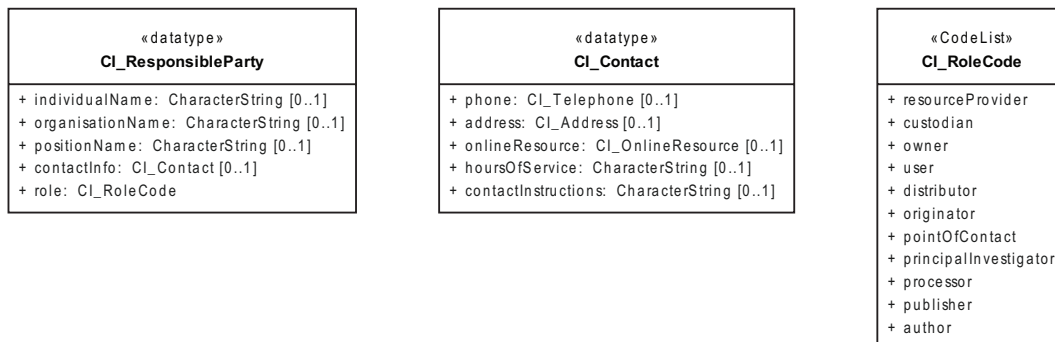 «datatype»
CI_ResponsibleParty
+ individualName: CharacterString [0..1]
+ organisationName: CharacterString [0..1]
+ positionName: CharacterString [0..1]
+ contactInfo: CI_Contact [0..1]
+ role: CI_RoleCode
«datatype»
CI_Contact
+ phone: CI_Telephone [0..1]
+ address: CI_Address [0..1]
+ onlineResource: CI_OnlineResource [0..1]
+ hoursOfService: CharacterString [0..1]
+ contactInstructions: CharacterString [0..1]
«CodeList»
CI_RoleCode
+ resourceProvider
+ custodian
+ owner
+ user
+ distributor
+ originator
+ pointOfContact
+ principalInvestigator
+ processor
+ publisher
+ author